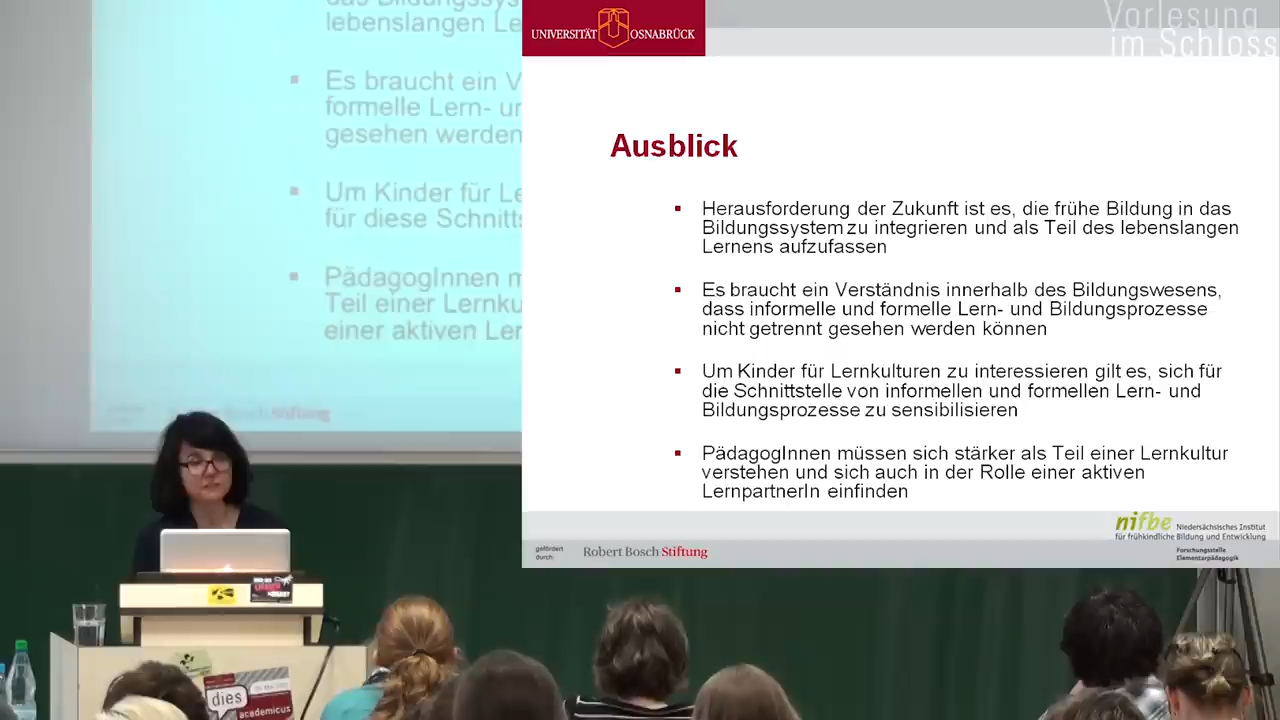 das Bildungssys
lebenslangen Le
Es braucht ein V
formelle Lern- un
gesehen werden
Um Kinder für Le
für diese Schnitts
PädagogInnen m
Teil einer Lernku
einer aktiven Ler
Stiftung
UNIVERSITÄT OSNABRÜCK
Vorlesung
im Schloss
Ausblick
▪ Herausforderung der Zukunft ist es, die frühe Bildung in das
Bildungssystem zu integrieren und als Teil des lebenslangen
Lernens aufzufassen
▪ Es braucht ein Verständnis innerhalb des Bildungswesens,
dass informelle und formelle Lern- und Bildungsprozesse
nicht getrennt gesehen werden können
▪ Um Kinder für Lernkulturen zu interessieren gilt es, sich für
die Schnittstelle von informellen und formellen Lern- und
Bildungsprozesse zu sensibilisieren
▪ PädagogInnen müssen sich stärker als Teil einer Lernkultur
verstehen und sich auch in der Rolle einer aktiven
LernpartnerIn einfinden
gefördert
durch:
Robert Bosch Stiftung
nifbe Niedersächsisches Institut
für frühkindliche Bildung und Entwicklung
Forschungsstelle
Elementarpädagogik
dies
academicus